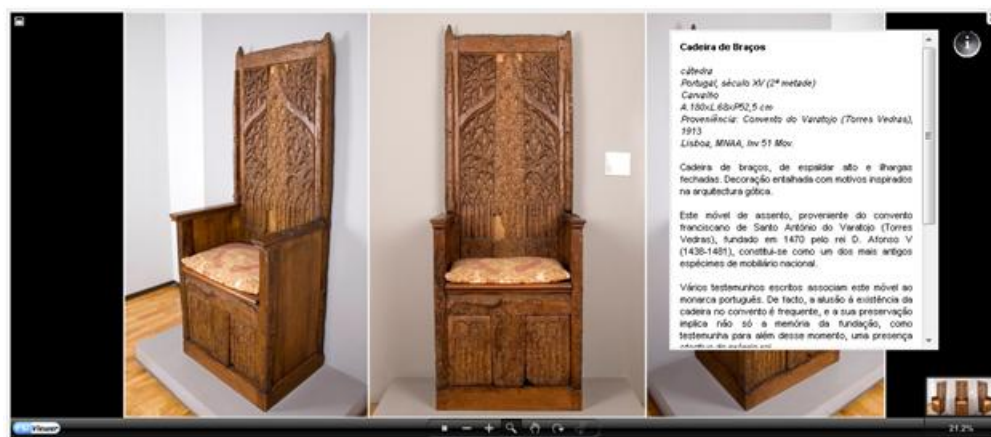 Cadeira de Braços
cátedra
Portugal, século XV (2ª metade)
Carvalho
A.180xL.68xP52,5 cm
Proveniência: Convento do Varatojo (Torres Vedras),
1913
Lisboa, MNAA, Inv 51 Mov.
Cadeira de braços, de espaldar alto e ilhargas
fechadas. Decoração entalhada com motivos inspirados
na arquitectura gótica.
Este móvel de assento, proveniente do convento
franciscano de Santo António do Varatojo (Torres
Vedras), fundado em 1470 pelo rei D. Afonso V
(1438-1481), constitui-se como um dos mais antigos
espécimes de mobiliário nacional.
Vários testemunhos escritos associam este móvel ao
monarca português. De facto, a alusão à existência da
cadeira no convento é frequente, e a sua preservação
implica não só a memória da fundação, como
testemunha para além desse momento, uma presença
Viewer
21.2%